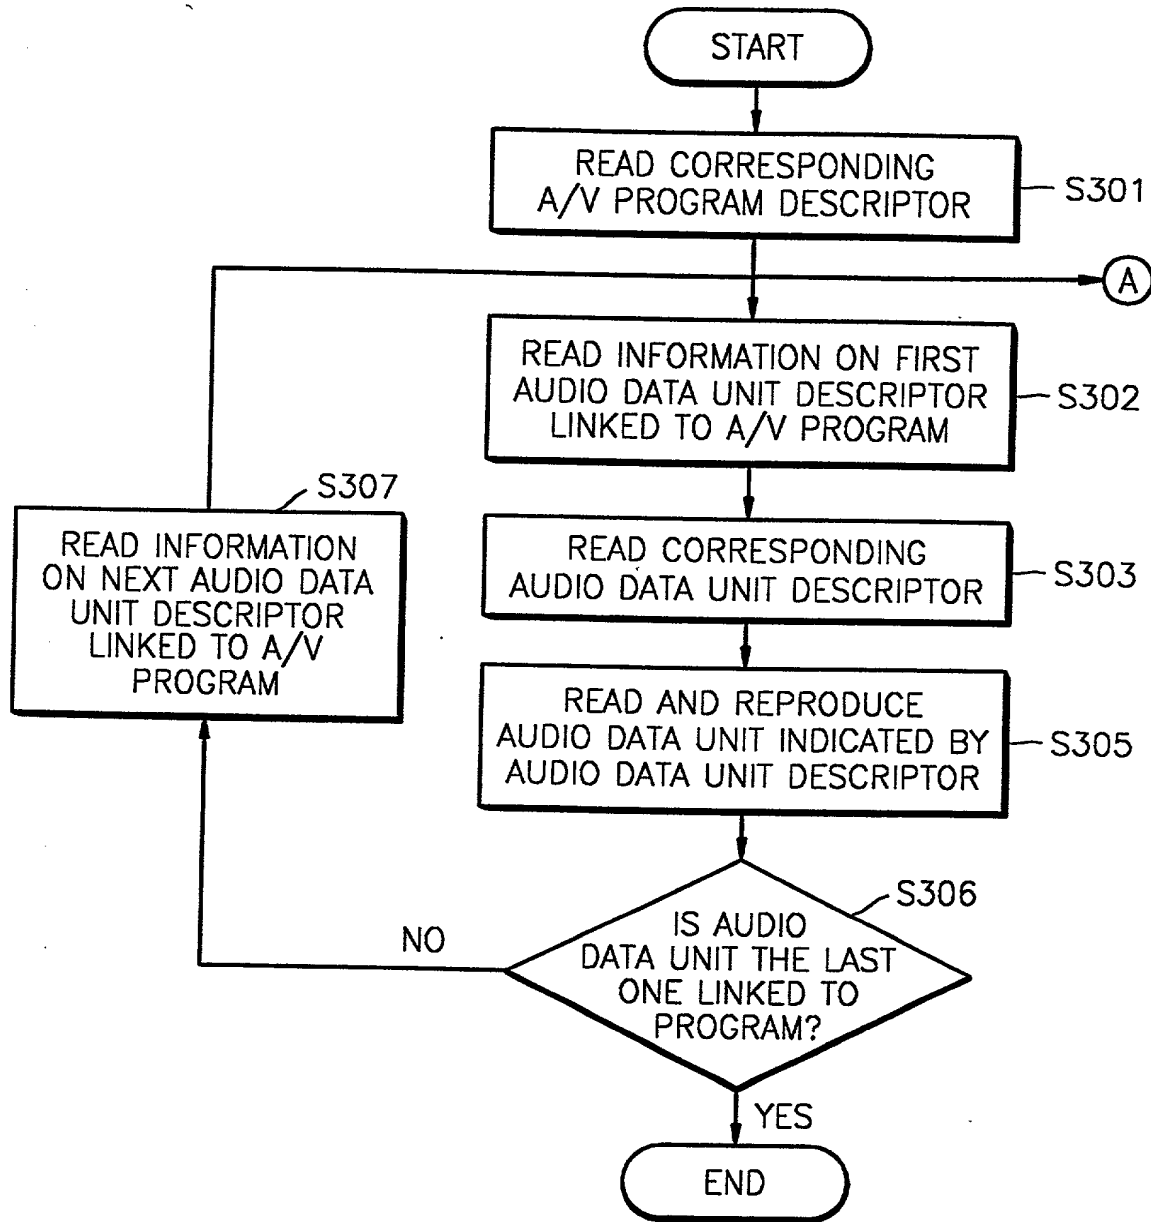 START
READ CORRESPONDING
A/V PROGRAM DESCRIPTOR
S301
A
READ INFORMATION ON FIRST
AUDIO DATA UNIT DESCRIPTOR
LINKED TO A/V PROGRAM
S302
S307
READ INFORMATION
ON NEXT AUDIO DATA
UNIT DESCRIPTOR
LINKED TO A/V
PROGRAM
READ CORRESPONDING
AUDIO DATA UNIT DESCRIPTOR
S303
READ AND REPRODUCE
AUDIO DATA UNIT INDICATED BY
AUDIO DATA UNIT DESCRIPTOR
S305
S306
NO
IS AUDIO
DATA UNIT THE LAST
ONE LINKED TO
PROGRAM?
YES
END